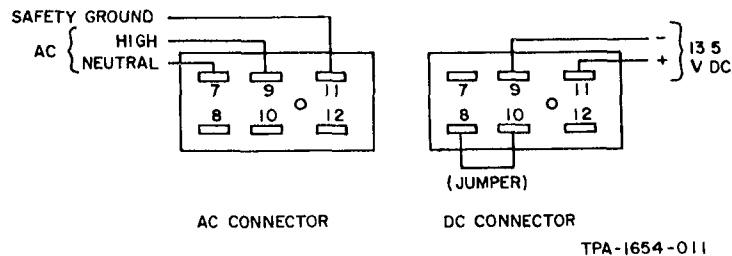 SAFETY GROUND
AC { HIGH
NEUTRAL
7 9 11
8 10 12
AC CONNECTOR
- 13 5
+ V DC
7 9 11
8 10 12
(JUMPER)
DC CONNECTOR
TPA-1654-011